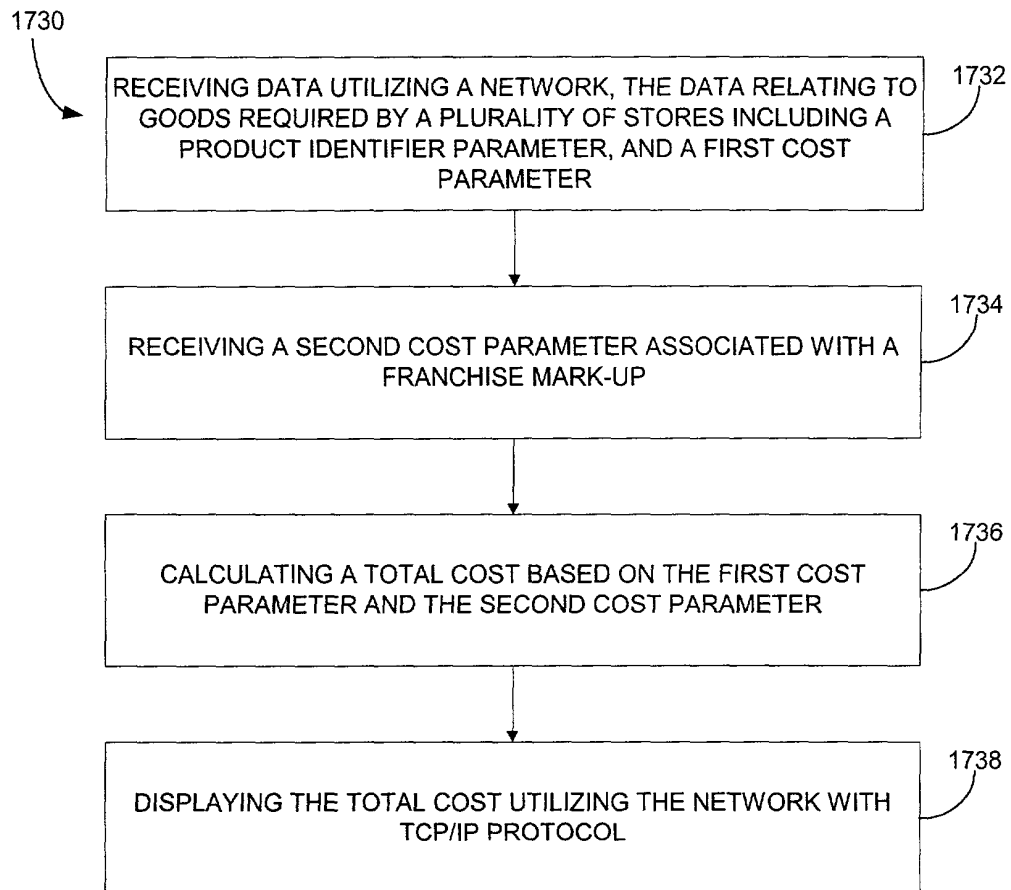 1730
RECEIVING DATA UTILIZING A NETWORK, THE DATA RELATING TO
GOODS REQUIRED BY A PLURALITY OF STORES INCLUDING A
PRODUCT IDENTIFIER PARAMETER, AND A FIRST COST
PARAMETER
1732
RECEIVING A SECOND COST PARAMETER ASSOCIATED WITH A
FRANCHISE MARK-UP
1734
CALCULATING A TOTAL COST BASED ON THE FIRST COST
PARAMETER AND THE SECOND COST PARAMETER
1736
DISPLAYING THE TOTAL COST UTILIZING THE NETWORK WITH
TCP/IP PROTOCOL
1738